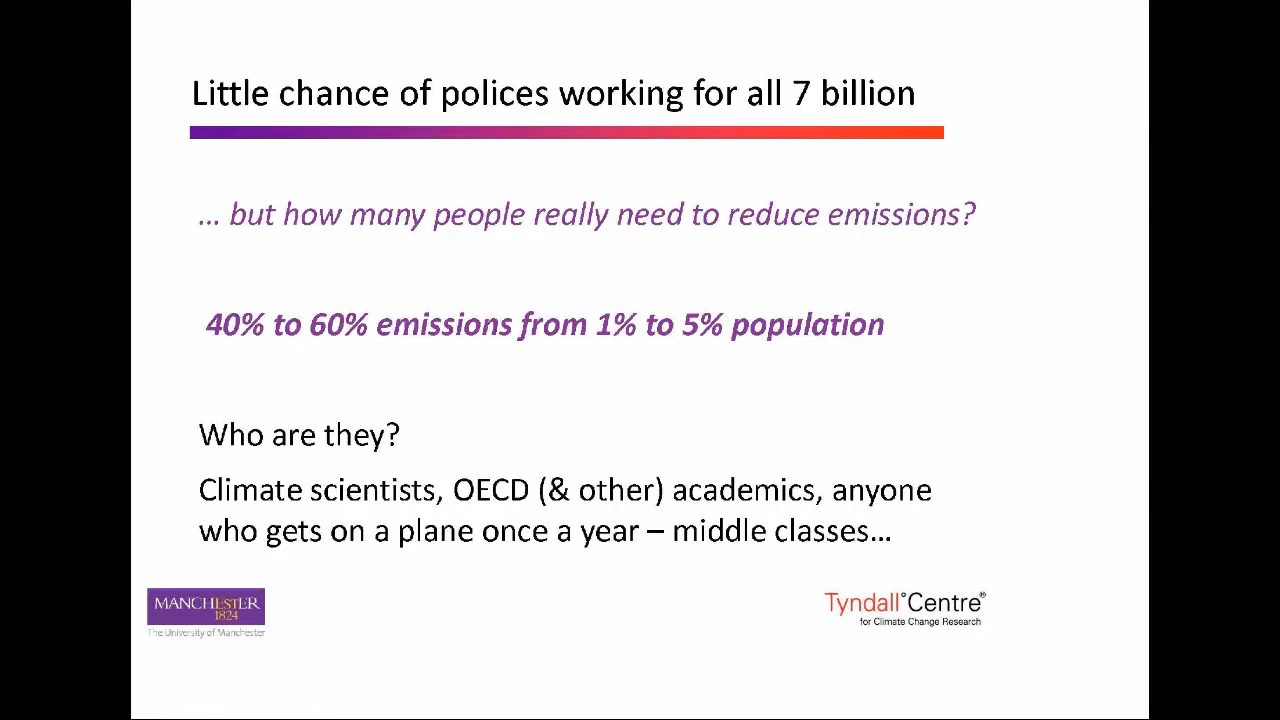 Little chance of polices working for all 7 billion
… but how many people really need to reduce emissions?
40% to 60% emissions from 1% to 5% population
Who are they?
Climate scientists, OECD (& other) academics, anyone
who gets on a plane once a year – middle classes…
MANCHESTER
1824
The University of Manchester
Tyndall°Centre®
for Climate Change Research